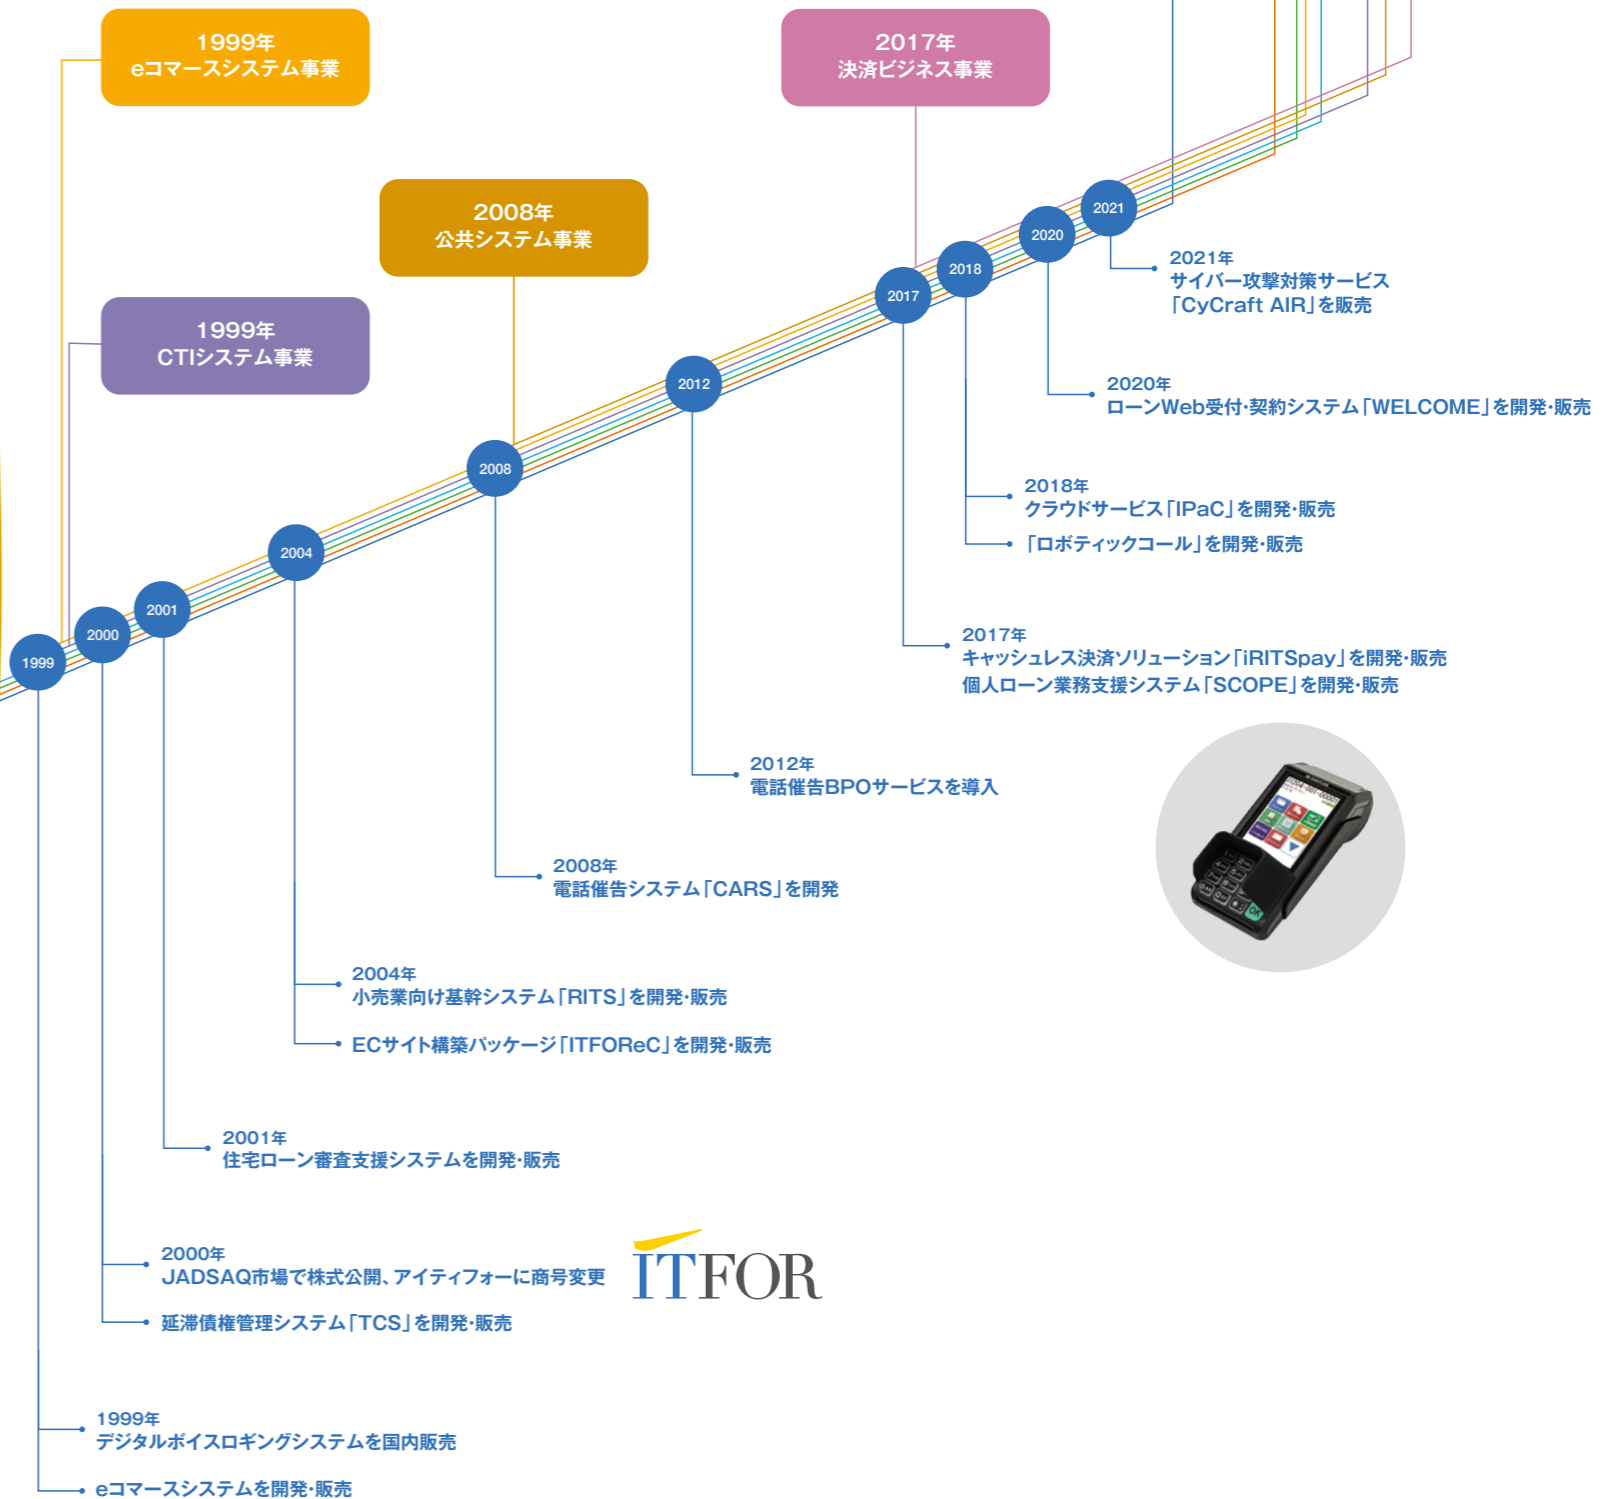 1999年
eコマースシステム事業
2017年
決済ビジネス事業
2008年
公共システム事業
1999年
CTIシステム事業
2021
2020
2018
2017
2012
2008
2004
2001
2000
1999
2021年
サイバー攻撃対策サービス
「CyCraft AIR」を販売
2020年
ローンWeb受付・契約システム「WELCOME」を開発・販売
2018年
クラウドサービス「IPaC」を開発・販売
「ロボティックコール」を開発・販売
2017年
キャッシュレス決済ソリューション「iRITSpay」を開発・販売
個人ローン業務支援システム「SCOPE」を開発・販売
2012年
電話催告BPOサービスを導入
2008年
電話催告システム「CARS」を開発
2004年
小売業向け基幹システム「RITS」を開発・販売
ECサイト構築パッケージ「ITFOReC」を開発・販売
2001年
住宅ローン審査支援システムを開発・販売
2000年
JADSAQ市場で株式公開、アイティフォーに商号変更
延滞債権管理システム「TCS」を開発・販売
ITFOR
1999年
デジタルボイスロギングシステムを国内販売
eコマースシステムを開発・販売
OK